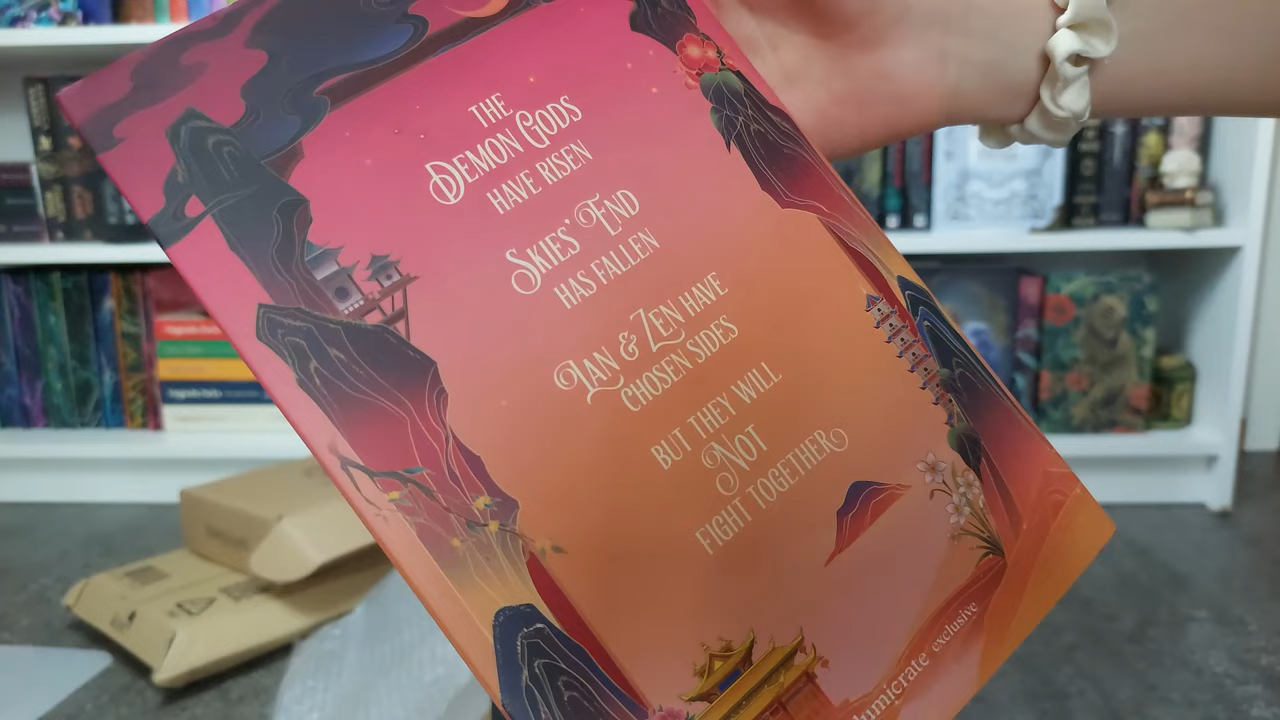 THE
DEMON GODS
HAVE RISEN
SKIES' END
HAS FALLEN
LAN & ZEN HAVE
CHOSEN SIDES
BUT THEY WILL
NOT
FIGHT TOGETHER
lumicrate exclusive